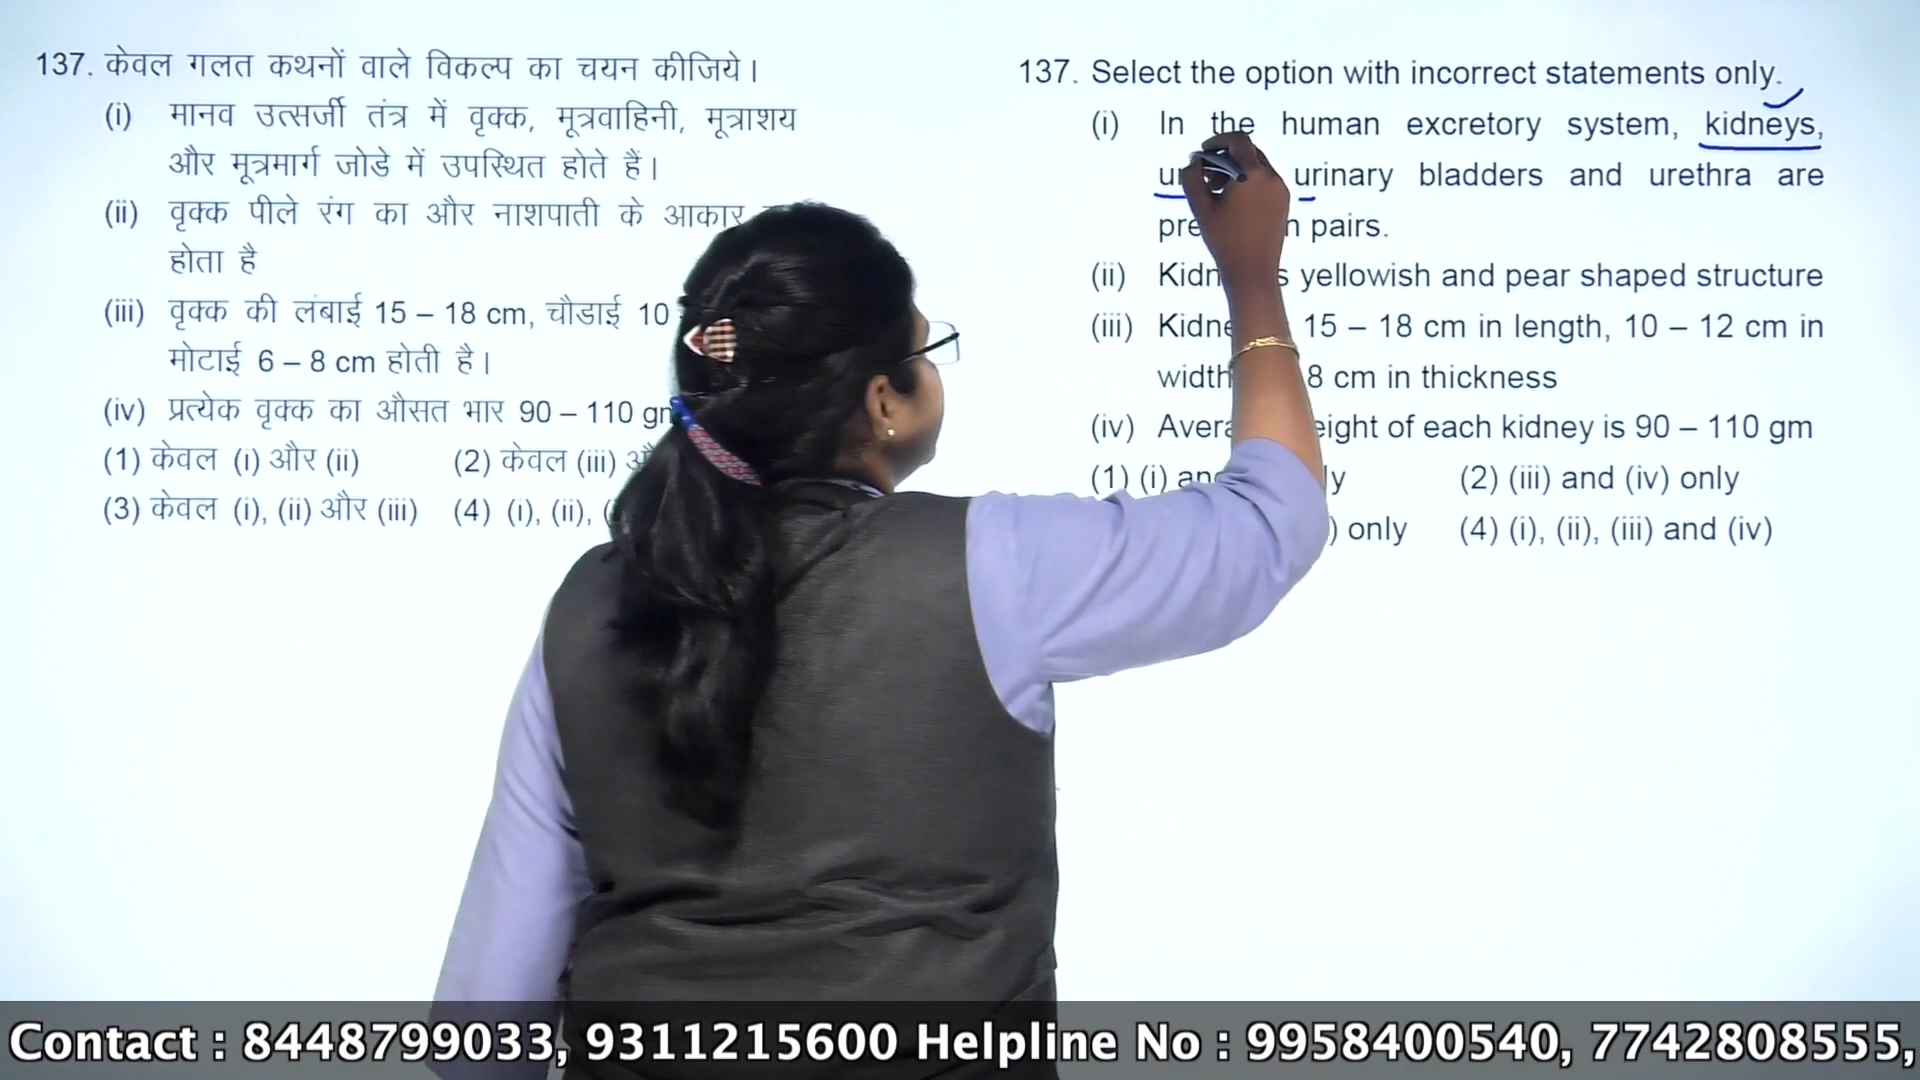 137. केवल गलत कथनों वाले विकल्प का चयन कीजिये।
(i) मानव उत्सर्जी तंत्र में वृक्क, मूत्रवाहिनी, मूत्राशय
और मूत्रमार्ग जोडे में उपस्थित होते हैं।
(ii) वृक्क पीले रंग का और नाशपाती के आकार
होता है
(iii) वृक्क की लंबाई 15 – 18 cm, चौडाई 10
मोटाई 6 – 8 cm होती है।
(iv) प्रत्येक वृक्क का औसत भार 90 – 110
(1) केवल (i) और (ii) (2) केवल (iii)
(3) केवल (i), (ii) और (iii) (4) (i), (ii),
137. Select the option with incorrect statements only.
(i) In the human excretory system, kidneys,
urinary bladders and urethra are
pairs.
(ii) yellowish and pear shaped structure
(iii) 15 – 18 cm in length, 10 – 12 cm in
width 8 cm in thickness
(iv) of each kidney is 90 – 110 gm
(1) (i) (2) (iii) and (iv) only
only (4) (i), (ii), (iii) and (iv)
Contact : 8448799033, 9311215600 Helpline No : 9958400540, 7742808555,